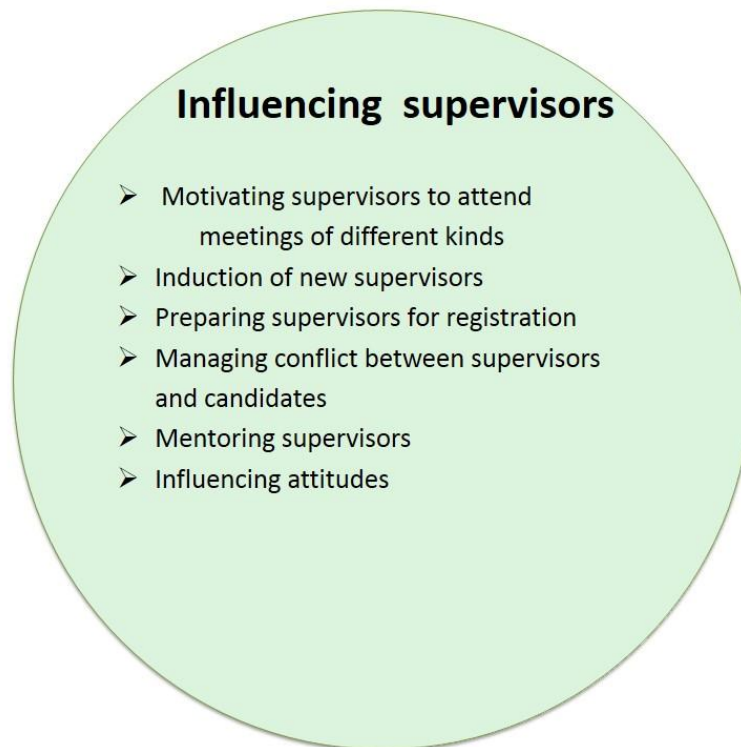 Influencing supervisors
➢ Motivating supervisors to attend
meetings of different kinds
➢ Induction of new supervisors
➢ Preparing supervisors for registration
➢ Managing conflict between supervisors
and candidates
➢ Mentoring supervisors
➢ Influencing attitudes